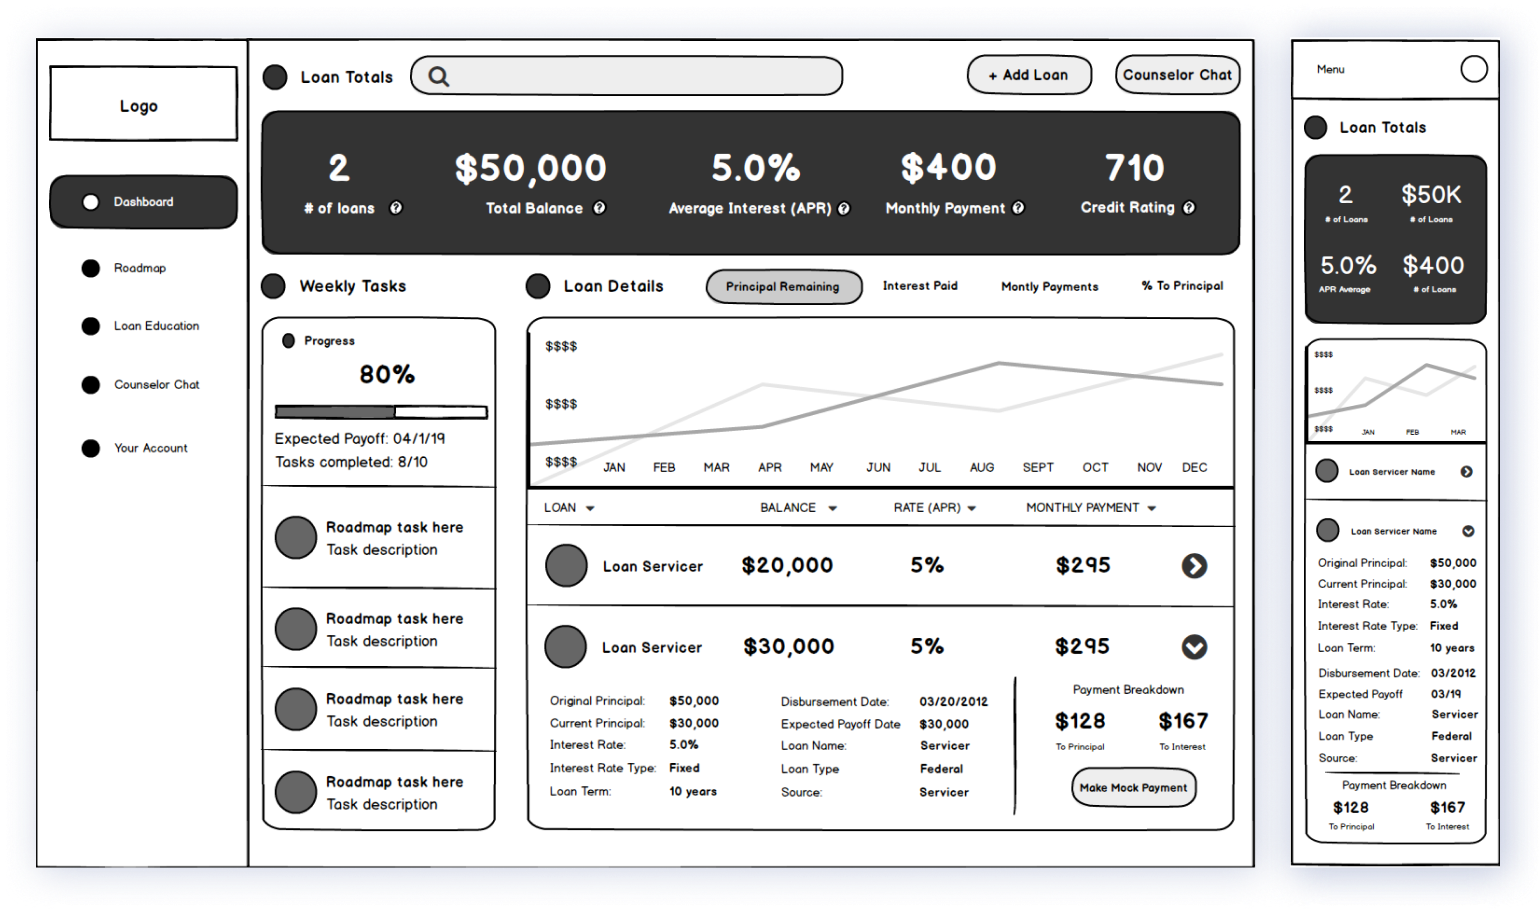 Logo
Dashboard
Roadmap
Loan Education
Counselor Chat
Your Account
Loan Totals
+ Add Loan
Counselor Chat
2
# of loans ?
$50,000
Total Balance ?
5.0%
Average Interest (APR) ?
$400
Monthly Payment ?
710
Credit Rating ?
Weekly Tasks
Progress
80%
Expected Payoff: 04/1/19
Tasks completed: 8/10
Roadmap task here
Task description
Roadmap task here
Task description
Roadmap task here
Task description
Roadmap task here
Task description
Loan Details
Principal Remaining
Interest Paid
Montly Payments
% To Principal
$$$$
$$$$
$$$$
JAN FEB MAR APR MAY JUN JUL AUG SEPT OCT NOV DEC
LOAN BALANCE RATE (APR) MONTHLY PAYMENT
Loan Servicer $20,000 5% $295
Loan Servicer $30,000 5% $295
Original Principal: $50,000
Current Principal: $30,000
Interest Rate: 5.0%
Interest Rate Type: Fixed
Loan Term: 10 years
Disbursement Date: 03/20/2012
Expected Payoff Date $30,000
Loan Name: Servicer
Loan Type Federal
Source: Servicer
Payment Breakdown
$128 $167
To Principal To Interest
Make Mock Payment
Menu
Loan Totals
2 $50K
# of Loans # of Loans
5.0% $400
APR Average # of Loans
$$$$
$$$$
$$$$
JAN FEB MAR
Loan Servicer Name
Loan Servicer Name
Original Principal: $50,000
Current Principal: $30,000
Interest Rate: 5.0%
Interest Rate Type: Fixed
Loan Term: 10 years
Disbursement Date: 03/2012
Expected Payoff 03/19
Loan Name: Servicer
Loan Type Federal
Source: Servicer
Payment Breakdown
$128 $167
To Principal To Interest